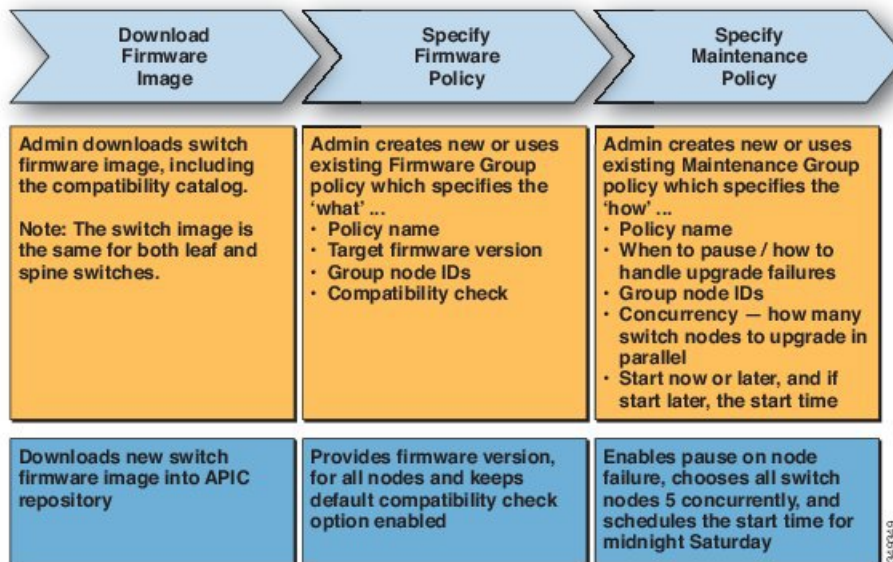 Download
Firmware
Image
Specify
Firmware
Policy
Specify
Maintenance
Policy
Admin downloads switch
firmware image, including
the compatibility catalog.
Note: The switch image is
the same for both leaf and
spine switches.
Admin creates new or uses
existing Firmware Group
policy which specifies the
‘what’ ...
• Policy name
• Target firmware version
• Group node IDs
• Compatibility check
Admin creates new or uses
existing Maintenance Group
policy which specifies the
‘how’ ...
• Policy name
• When to pause / how to
handle upgrade failures
• Group node IDs
• Concurrency — how many
switch nodes to upgrade in
parallel
• Start now or later, and if
start later, the start time
Downloads new switch
firmware image into APIC
repository
Provides firmware version,
for all nodes and keeps
default compatibility check
option enabled
Enables pause on node
failure, chooses all switch
nodes 5 concurrently, and
schedules the start time for
midnight Saturday
349349